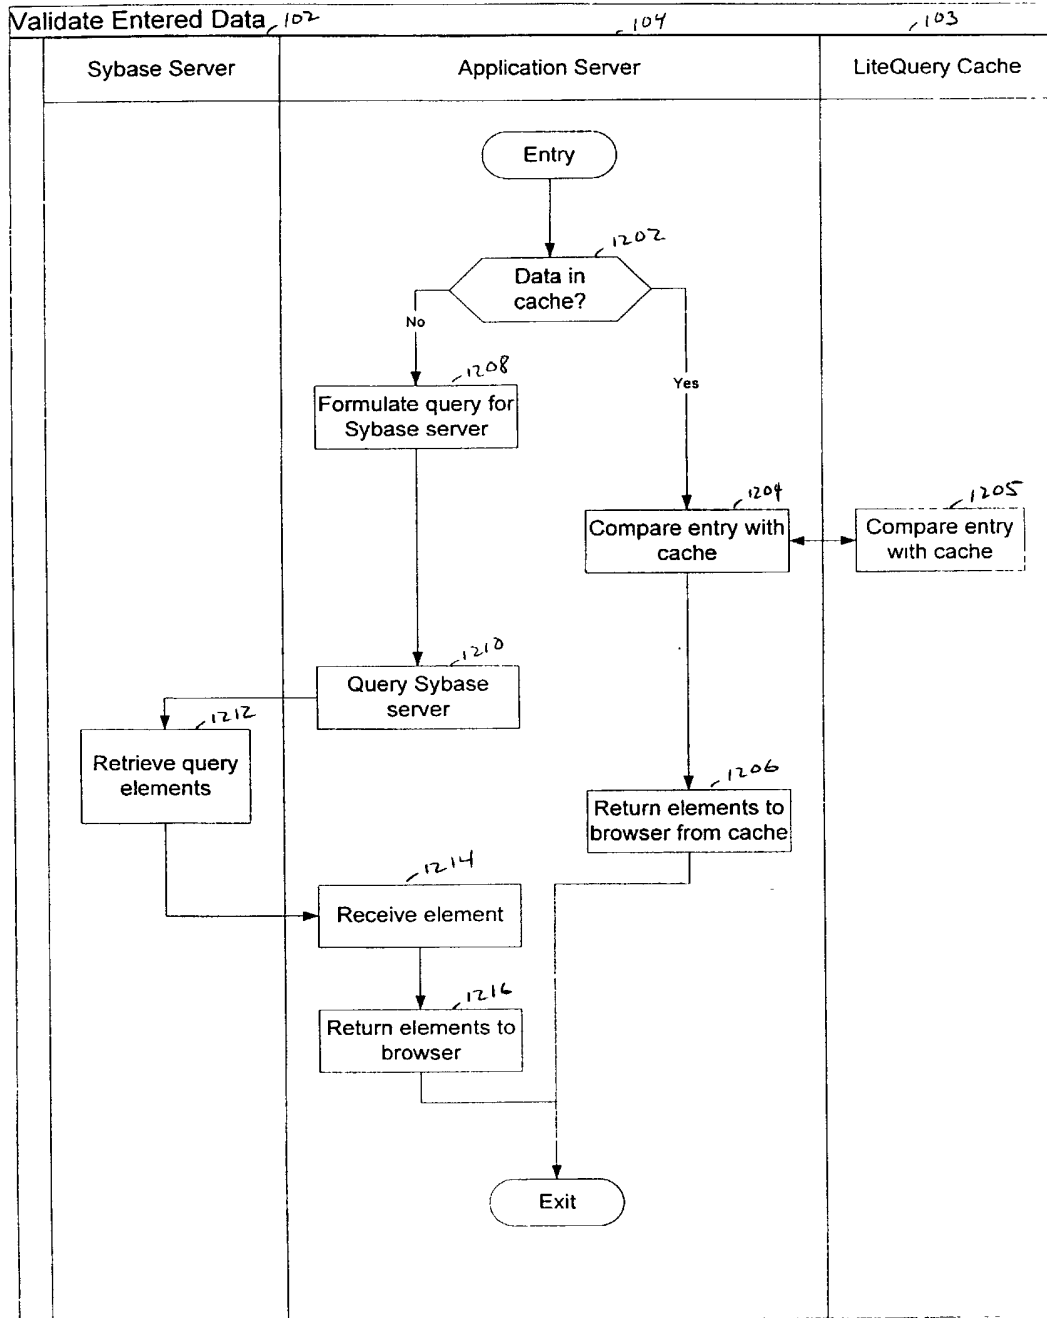 Validate Entered Data 102 104 103
Sybase Server
Application Server
LiteQuery Cache
Entry
1202
Data in
cache?
No
Yes
1208
Formulate query for
Sybase server
1204
Compare entry with
cache
1205
Compare entry
with cache
1210
Query Sybase
server
1212
Retrieve query
elements
1206
Return elements to
browser from cache
1214
Receive element
1216
Return elements to
browser
Exit